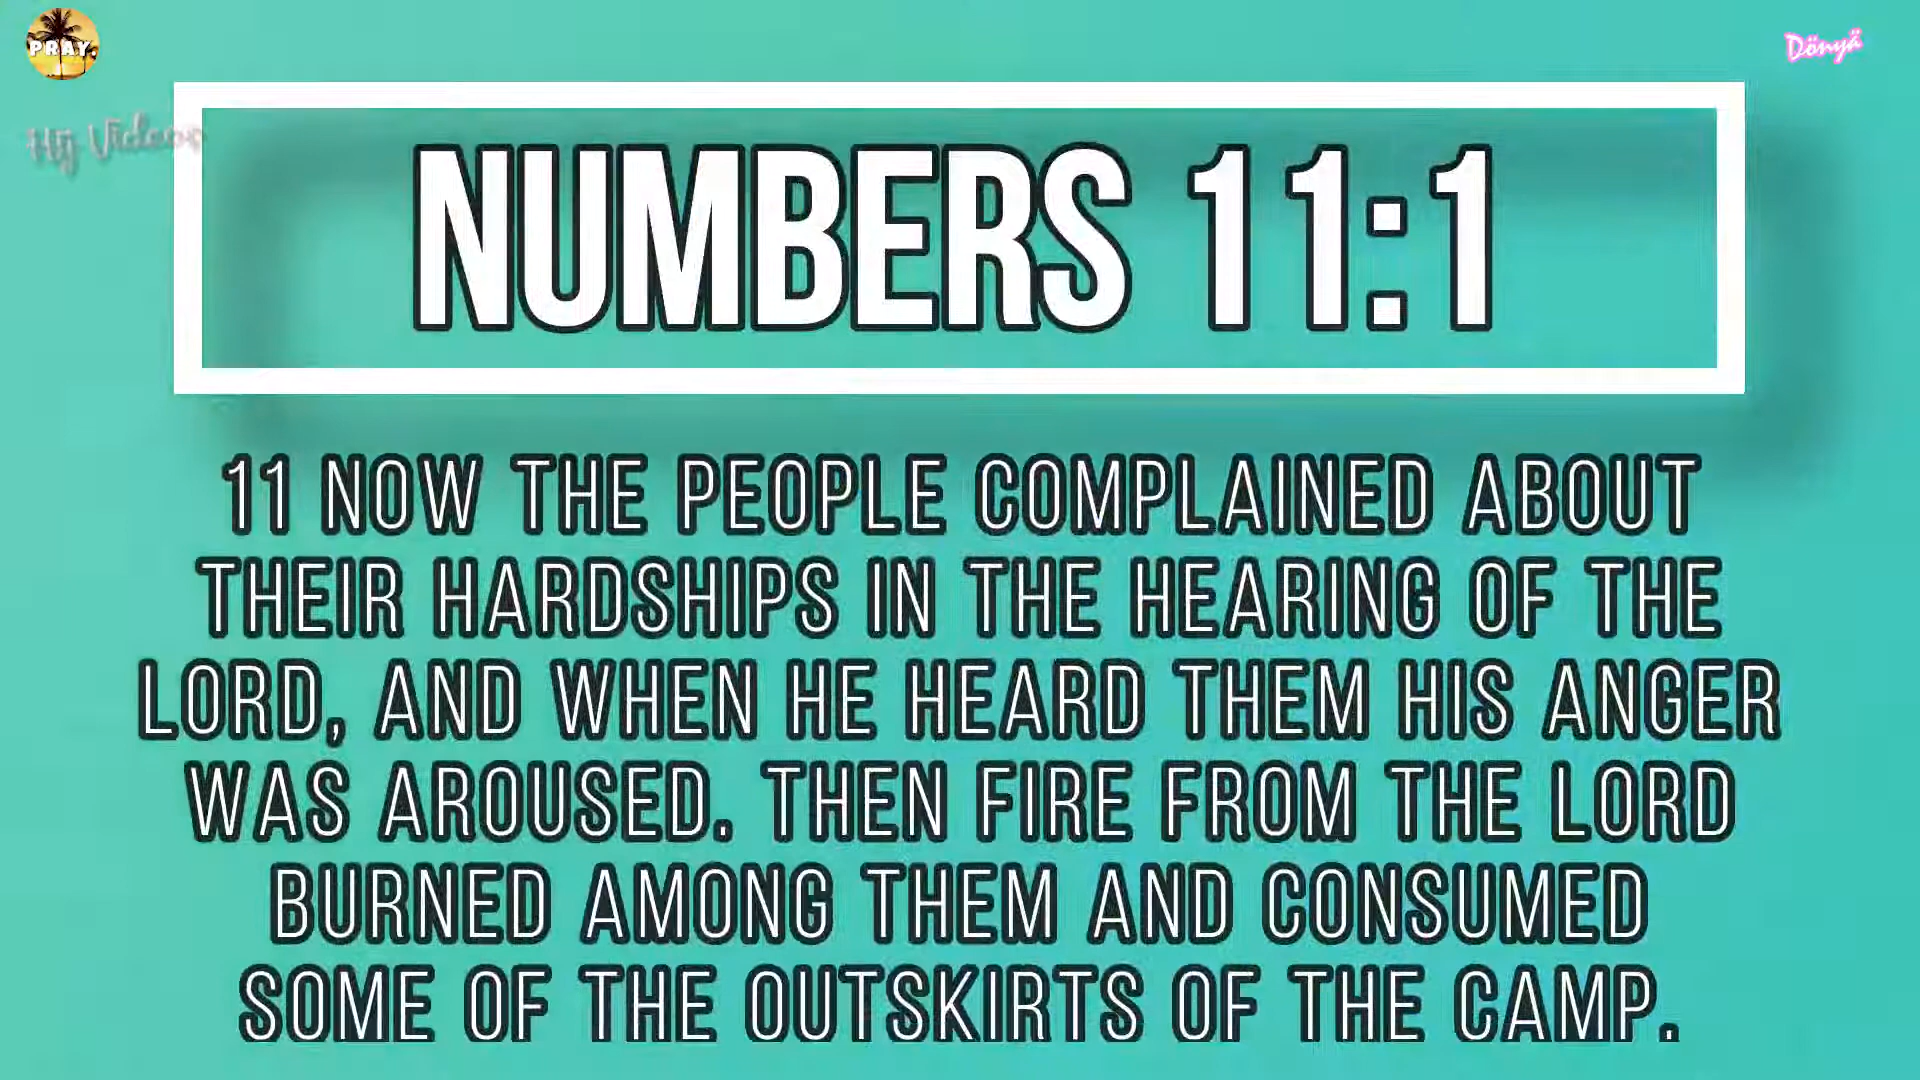 PRAY.
Dönyä
Hij Videos
NUMBERS 11:1
11 NOW THE PEOPLE COMPLAINED ABOUT
THEIR HARDSHIPS IN THE HEARING OF THE
LORD, AND WHEN HE HEARD THEM HIS ANGER
WAS AROUSED. THEN FIRE FROM THE LORD
BURNED AMONG THEM AND CONSUMED
SOME OF THE OUTSKIRTS OF THE CAMP.